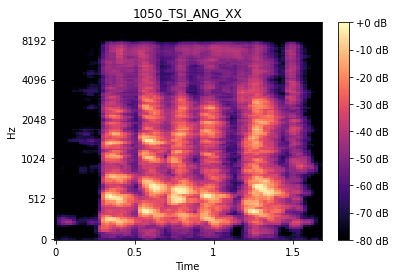 1050_TSI_ANG_XX
8192
4096
2048
1024
512
0
Hz
0
0.5
1
1.5
Time
+0 dB
-10 dB
-20 dB
-30 dB
-40 dB
-50 dB
-60 dB
-70 dB
-80 dB